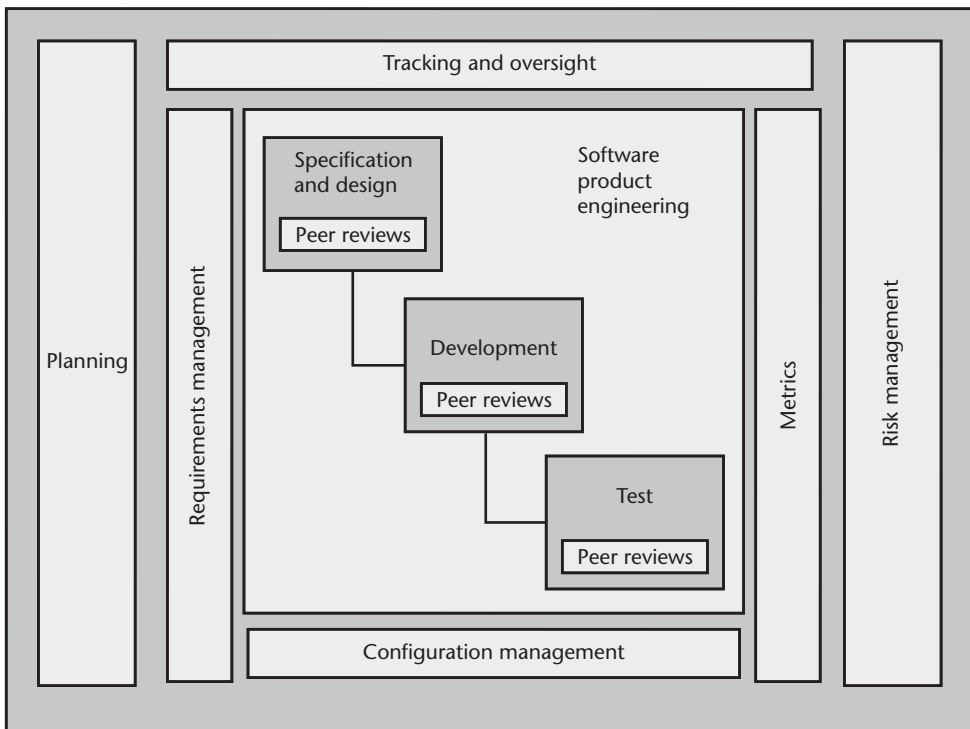 Tracking and oversight
Planning
Requirements management
Specification
and design
Peer reviews
Software
product
engineering
Development
Peer reviews
Test
Peer reviews
Metrics
Risk management
Configuration management